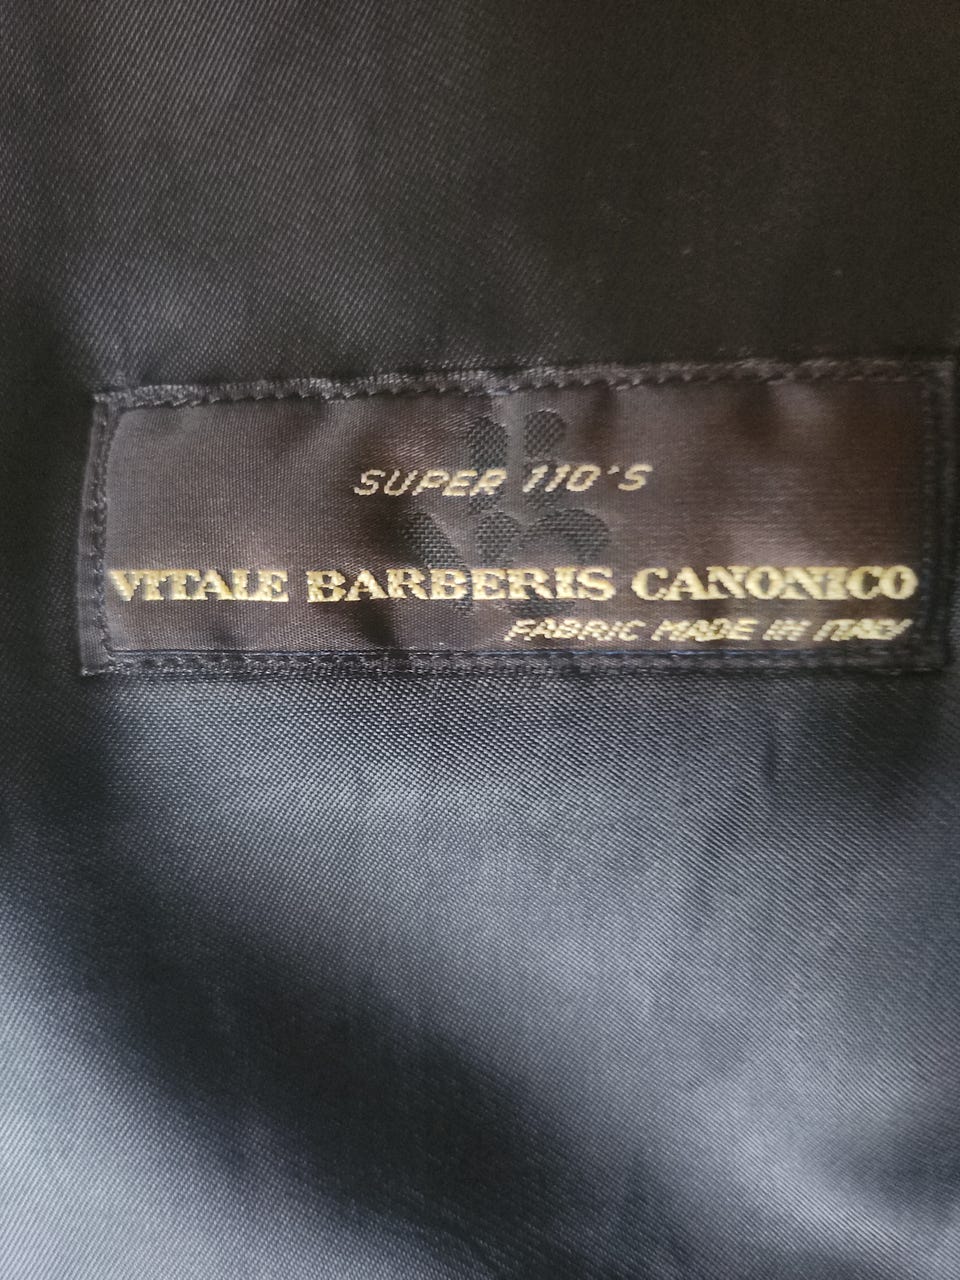 SUPER 110'S
VITALE BARBERIS CANONICO
FABRIC MADE IN ITALY